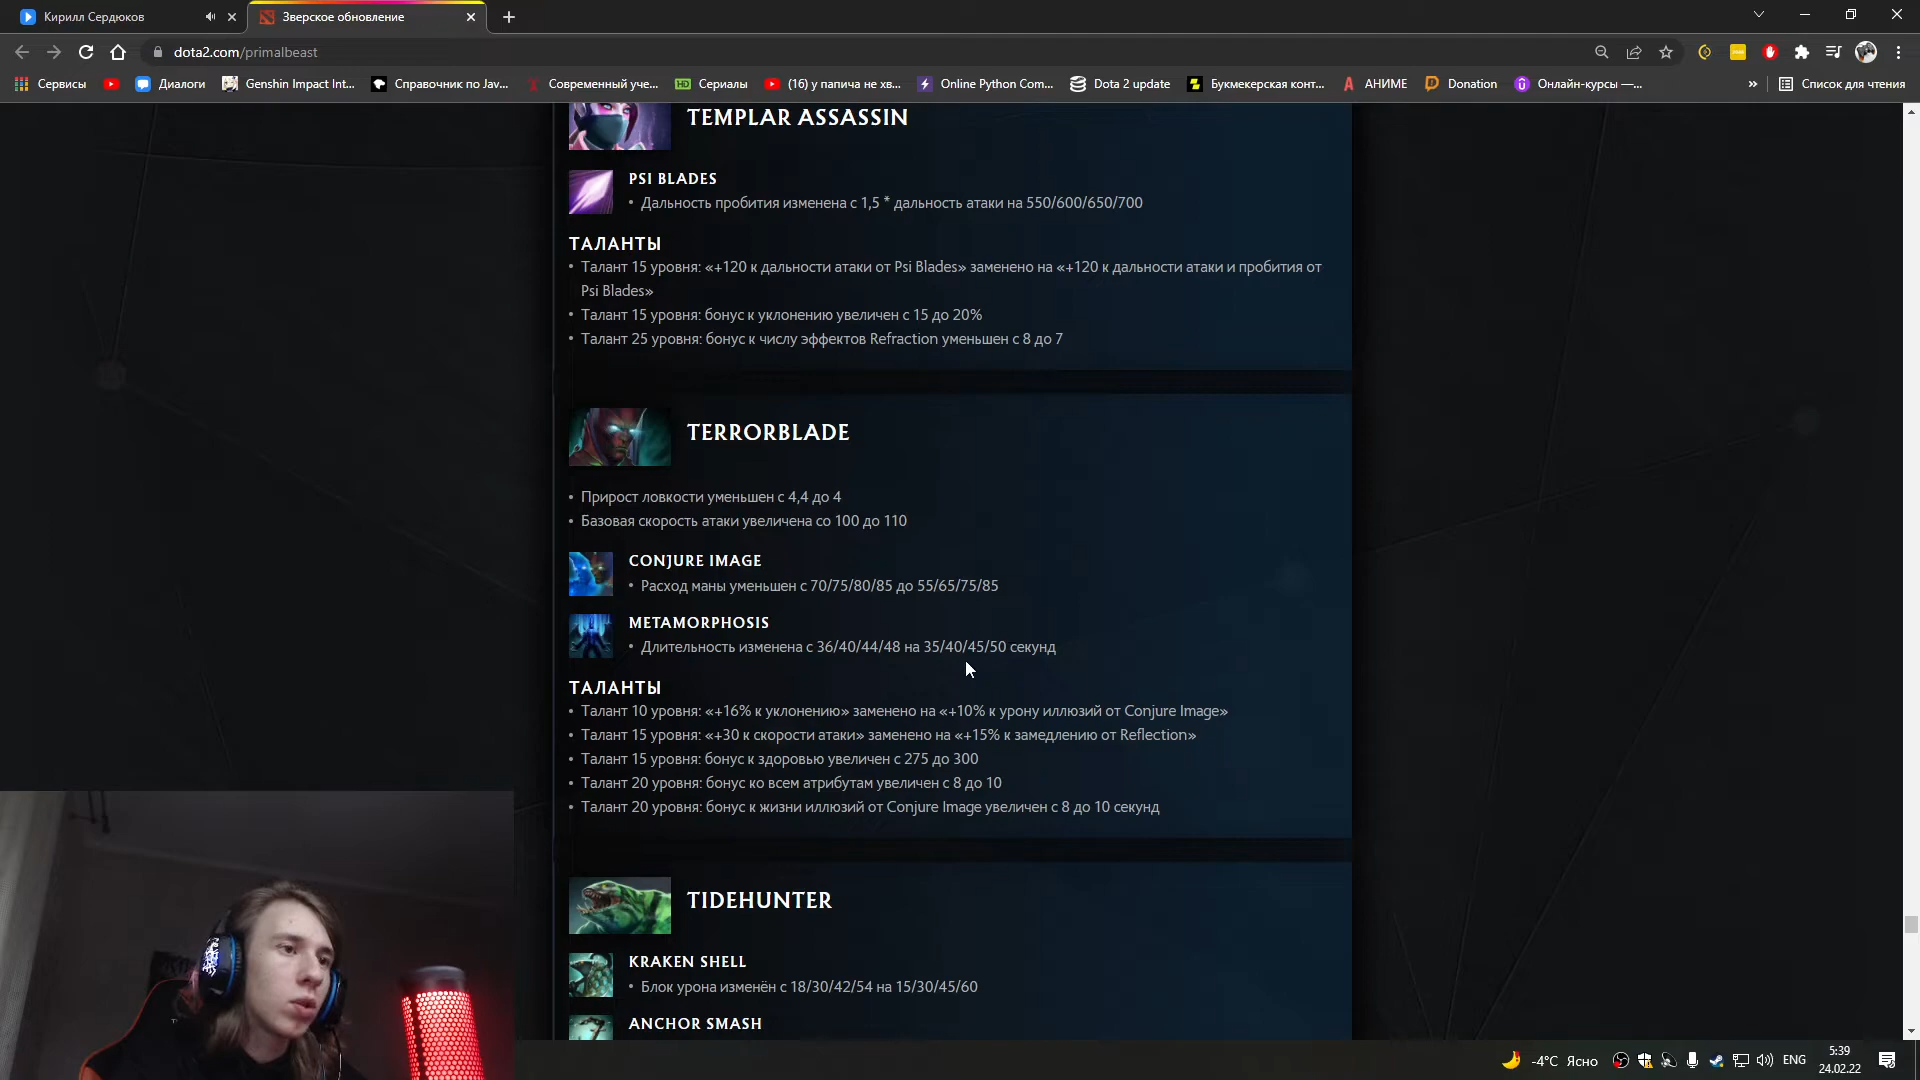 Кирилл Сердюков
Зверское обновление
dota2.com/primalbeast
Сервисы
Диалоги
Genshin Impact Int...
Справочник по Jav...
Современный уче...
HD Сериалы
(16) у папича не хв...
Online Python Com...
Dota 2 update
Букмекерская конт...
АНИМЕ
Donation
Онлайн-курсы —...
»
Список для чтения
TEMPLAR ASSASSIN
PSI BLADES
• Дальность пробития изменена с 1,5 * дальность атаки на 550/600/650/700
ТАЛАНТЫ
• Талант 15 уровня: «+120 к дальности атаки от Psi Blades» заменено на «+120 к дальности атаки и пробития от
Psi Blades»
• Талант 15 уровня: бонус к уклонению увеличен с 15 до 20%
• Талант 25 уровня: бонус к числу эффектов Refraction уменьшен с 8 до 7
TERRORBLADE
• Прирост ловкости уменьшен с 4,4 до 4
• Базовая скорость атаки увеличена со 100 до 110
CONJURE IMAGE
• Расход маны уменьшен с 70/75/80/85 до 55/65/75/85
METAMORPHOSIS
• Длительность изменена с 36/40/44/48 на 35/40/45/50 секунд
ТАЛАНТЫ
• Талант 10 уровня: «+16% к уклонению» заменено на «+10% к урону иллюзий от Conjure Image»
• Талант 15 уровня: «+30 к скорости атаки» заменено на «+15% к замедлению от Reflection»
• Талант 15 уровня: бонус к здоровью увеличен с 275 до 300
• Талант 20 уровня: бонус ко всем атрибутам увеличен с 8 до 10
• Талант 20 уровня: бонус к жизни иллюзий от Conjure Image увеличен с 8 до 10 секунд
TIDEHUNTER
KRAKEN SHELL
• Блок урона изменён с 18/30/42/54 на 15/30/45/60
ANCHOR SMASH
-4°C Ясно
ENG
5:39
24.02.22